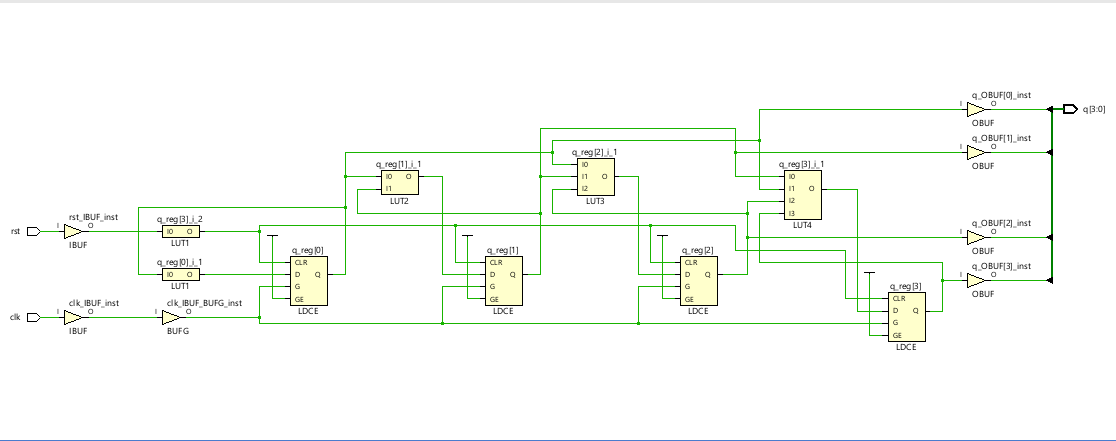 q_OBUF[0]_inst
I O
OBUF
q[3:0]
q_OBUF[1]_inst
I O
OBUF
q_reg[1]_i_1
I0 O
I1
LUT2
q_reg[2]_i_1
I0
I1 O
I2
LUT3
q_reg[3]_i_1
I0
I1 O
I2
I3
LUT4
rst
rst_IBUF_inst
I O
IBUF
q_reg[3]_i_2
I0 O
LUT1
q_reg[0]_i_1
I0 O
LUT1
q_reg[0]
CLR
D Q
G
GE
LDCE
q_reg[1]
CLR
D Q
G
GE
LDCE
q_reg[2]
CLR
D Q
G
GE
LDCE
q_OBUF[2]_inst
I O
OBUF
q_OBUF[3]_inst
I O
OBUF
clk
clk_IBUF_inst
I O
IBUF
clk_IBUF_BUFG_inst
I O
BUFG
q_reg[3]
CLR
D Q
G
GE
LDCE